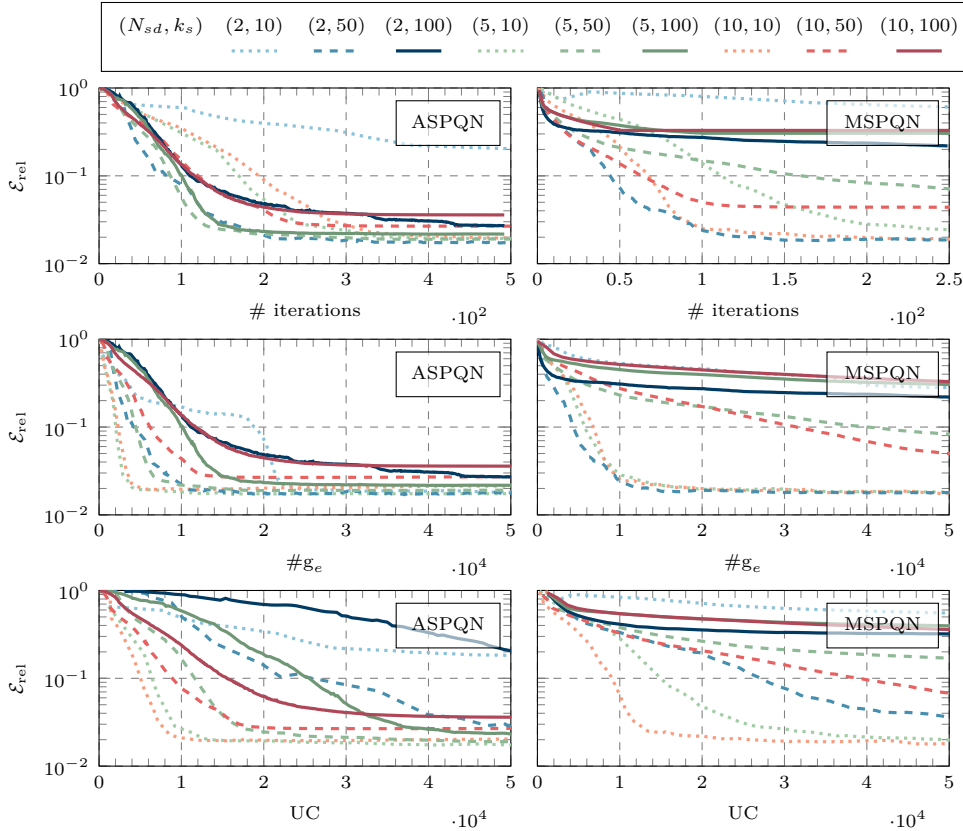 (N_sd, k_s) (2, 10) (2, 50) (2, 100) (5, 10) (5, 50) (5, 100) (10, 10) (10, 50) (10, 100)
10^0
10^−1
10^−2
ℰ_rel
ASPQN
0 1 2 3 4 5
# iterations
·10^2
MSPQN
0 0.5 1 1.5 2 2.5
# iterations
·10^2
10^0
10^−1
10^−2
ℰ_rel
ASPQN
0 1 2 3 4 5
#g_e
·10^4
MSPQN
0 1 2 3 4 5
#g_e
·10^4
10^0
10^−1
10^−2
ℰ_rel
ASPQN
0 1 2 3 4 5
UC
·10^4
MSPQN
0 1 2 3 4 5
UC
·10^4